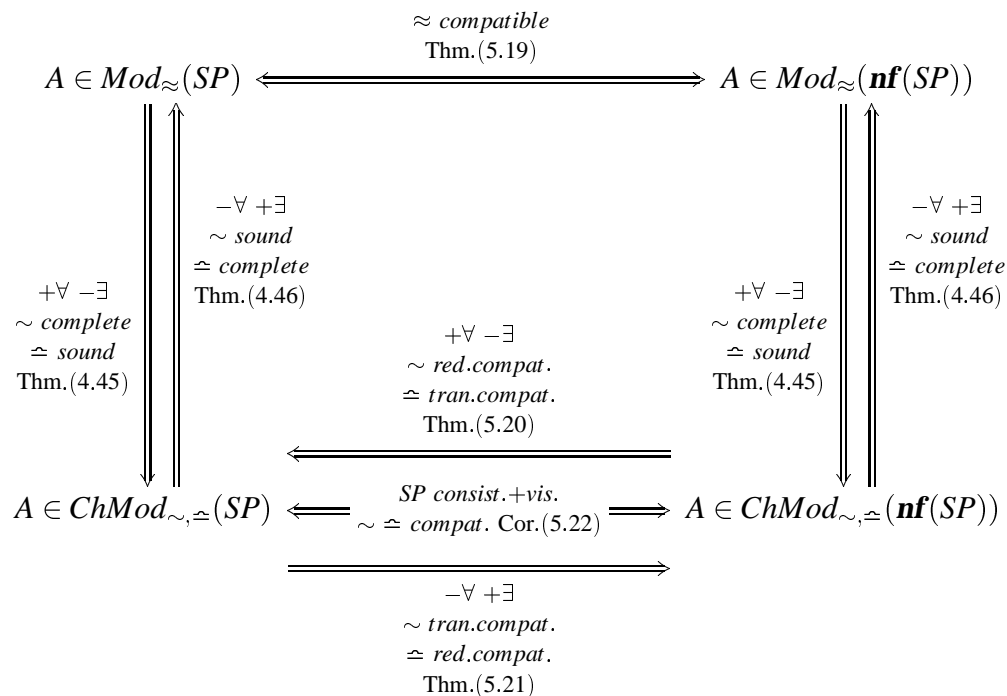 ≈ compatible
Thm.(5.19)
A ∈ Mod≈(SP)
A ∈ Mod≈(nf(SP))
−∀ +∃
∼ sound
≏ complete
Thm.(4.46)
+∀ −∃
∼ complete
≏ sound
Thm.(4.45)
+∀ −∃
∼ red.compat.
≏ tran.compat.
Thm.(5.20)
+∀ −∃
∼ complete
≏ sound
Thm.(4.45)
−∀ +∃
∼ sound
≏ complete
Thm.(4.46)
A ∈ ChMod∼,≏(SP)
SP consist.+vis.
∼ ≏ compat. Cor.(5.22)
A ∈ ChMod∼,≏(nf(SP))
−∀ +∃
∼ tran.compat.
≏ red.compat.
Thm.(5.21)